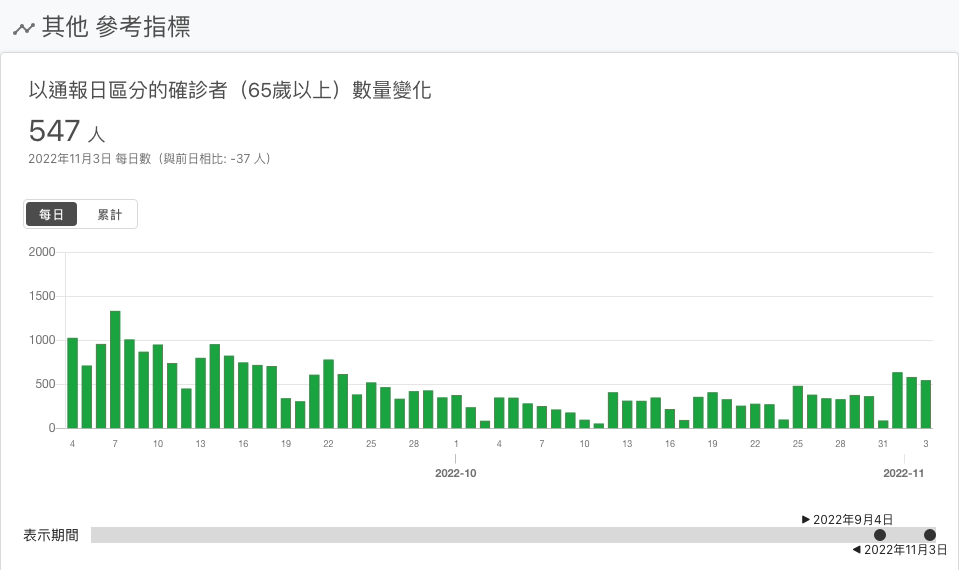 其他 參考指標
以通報日區分的確診者（65歲以上）數量變化
547 人
2022年11月3日 每日數（與前日相比: -37 人）
每日 累計
2000
1500
1000
500
0
4 7 10 13 16 19 22 25 28 1 4 7 10 13 16 19 22 25 28 31 3
2022-10 2022-11
▶ 2022年9月4日
表示期間
◀ 2022年11月3日